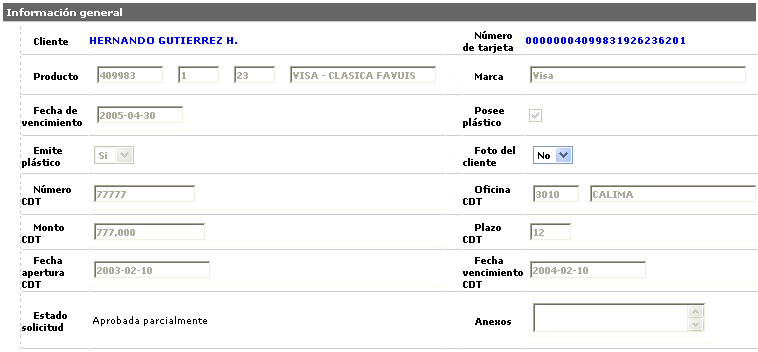 Información general
Cliente HERNANDO GUTIERREZ H. Número de tarjeta 00000004099831926236201
Producto 409983 1 23 VISA - CLASICA FAVUIS Marca Visa
Fecha de vencimiento 2005-04-30 Posee plástico
Emite plástico Si Foto del cliente No
Número CDT 77777 Oficina CDT 3010 CALIMA
Monto CDT 777,000 Plazo CDT 12
Fecha apertura CDT 2003-02-10 Fecha vencimiento CDT 2004-02-10
Estado solicitud Aprobada parcialmente Anexos